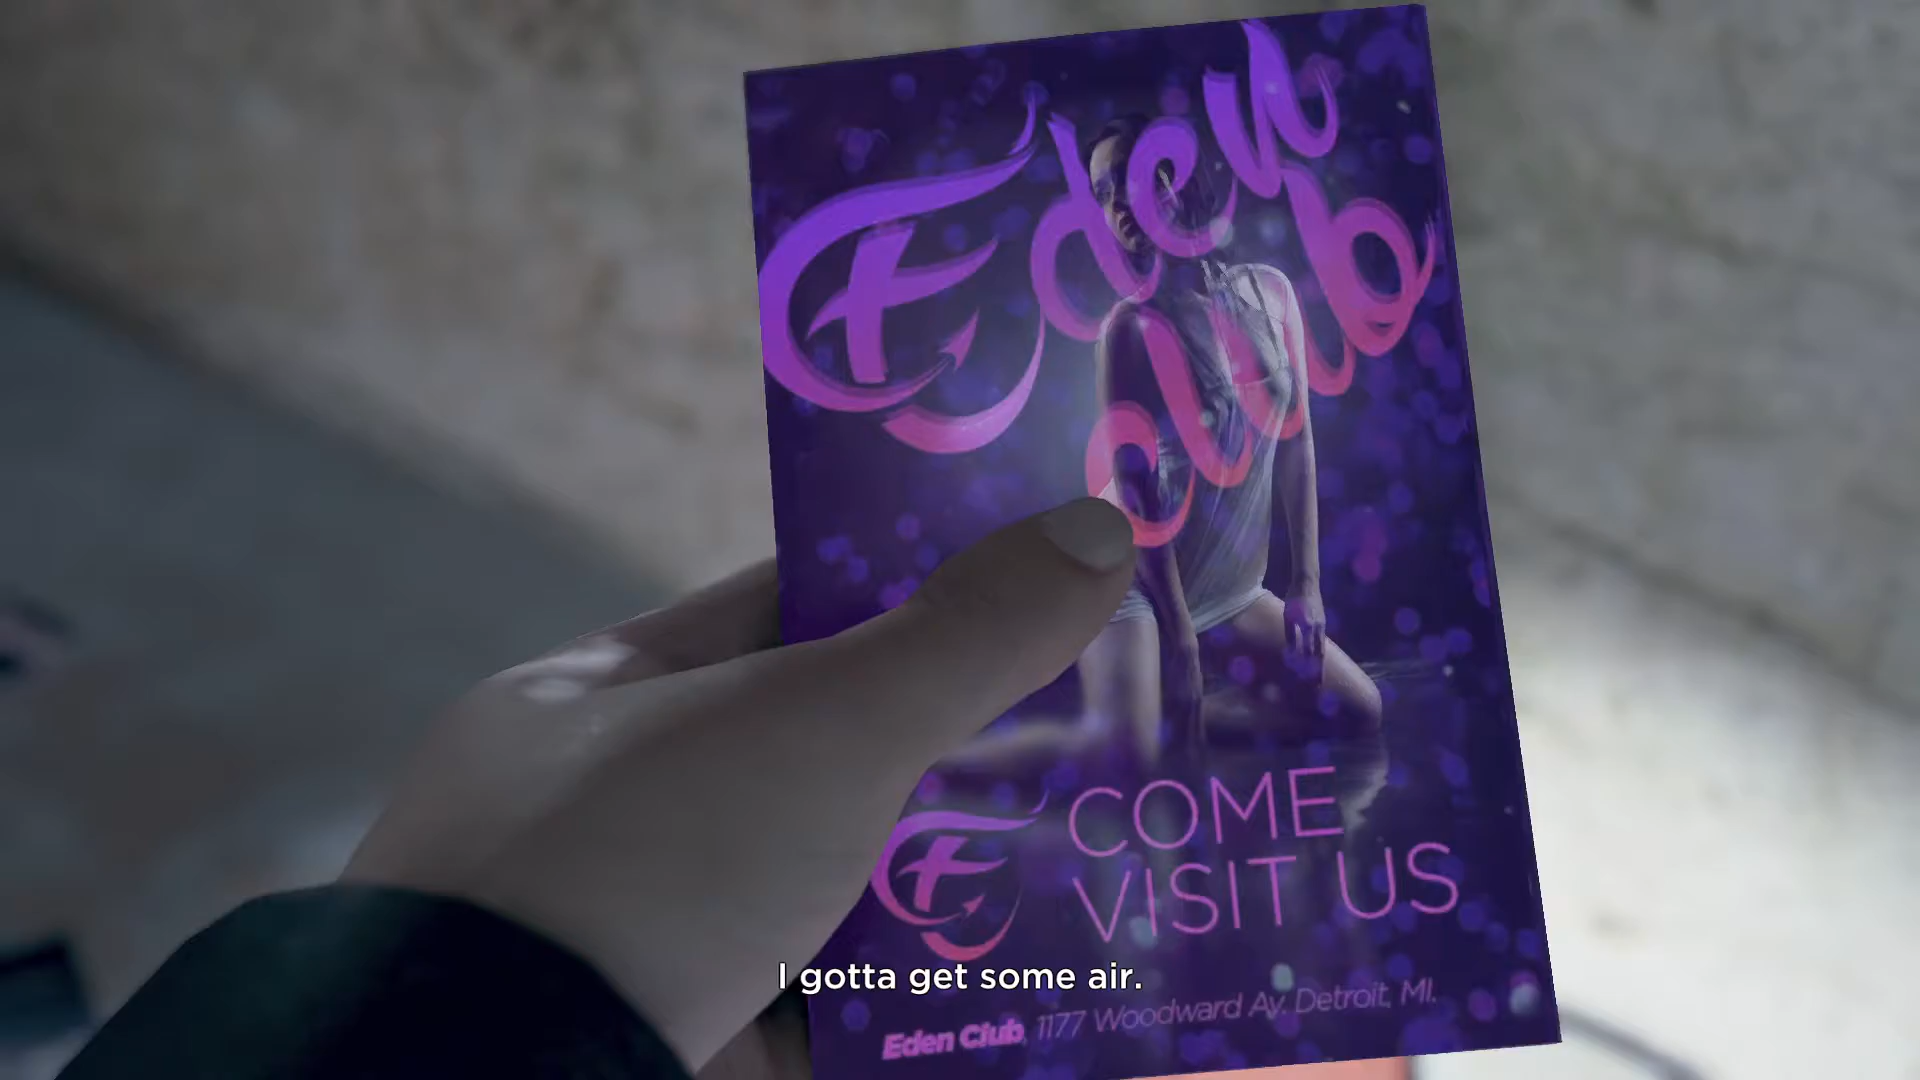 Eden
Club
COME
VISIT US
I gotta get some air.
Eden Club, 1177 Woodward Av. Detroit, MI.